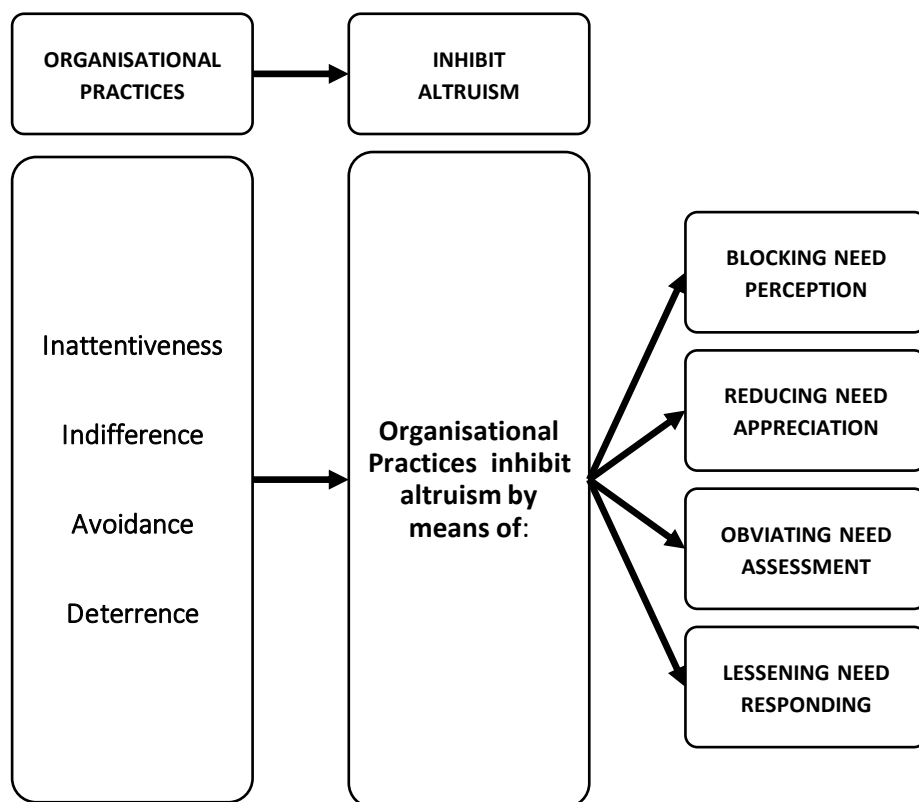 ORGANISATIONAL
PRACTICES
INHIBIT
ALTRUISM
Inattentiveness
Indifference
Avoidance
Deterrence
Organisational
Practices inhibit
altruism by
means of:
BLOCKING NEED
PERCEPTION
REDUCING NEED
APPRECIATION
OBVIATING NEED
ASSESSMENT
LESSENING NEED
RESPONDING